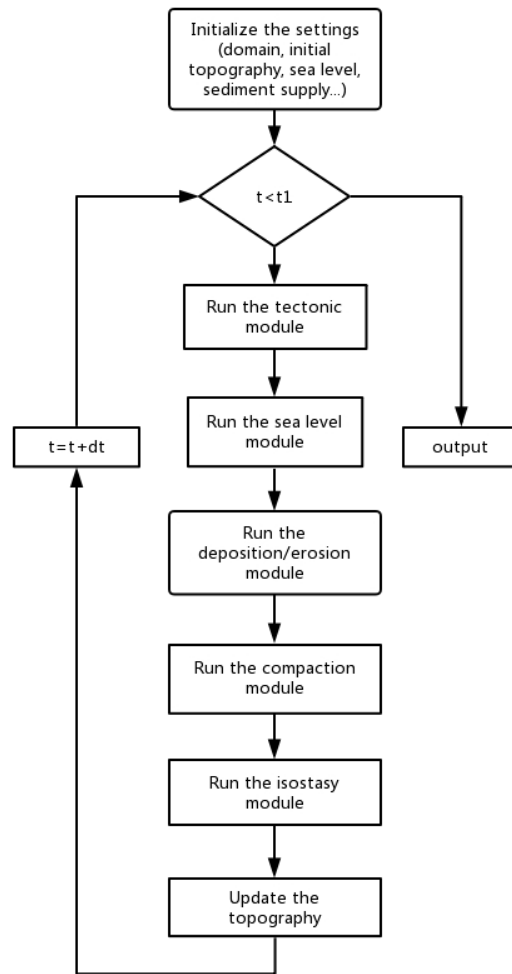 Initialize the settings
(domain, initial
topography, sea level,
sediment supply...)
t<t1
Run the tectonic
module
Run the sea level
module
t=t+dt
output
Run the
deposition/erosion
module
Run the compaction
module
Run the isostasy
module
Update the
topography